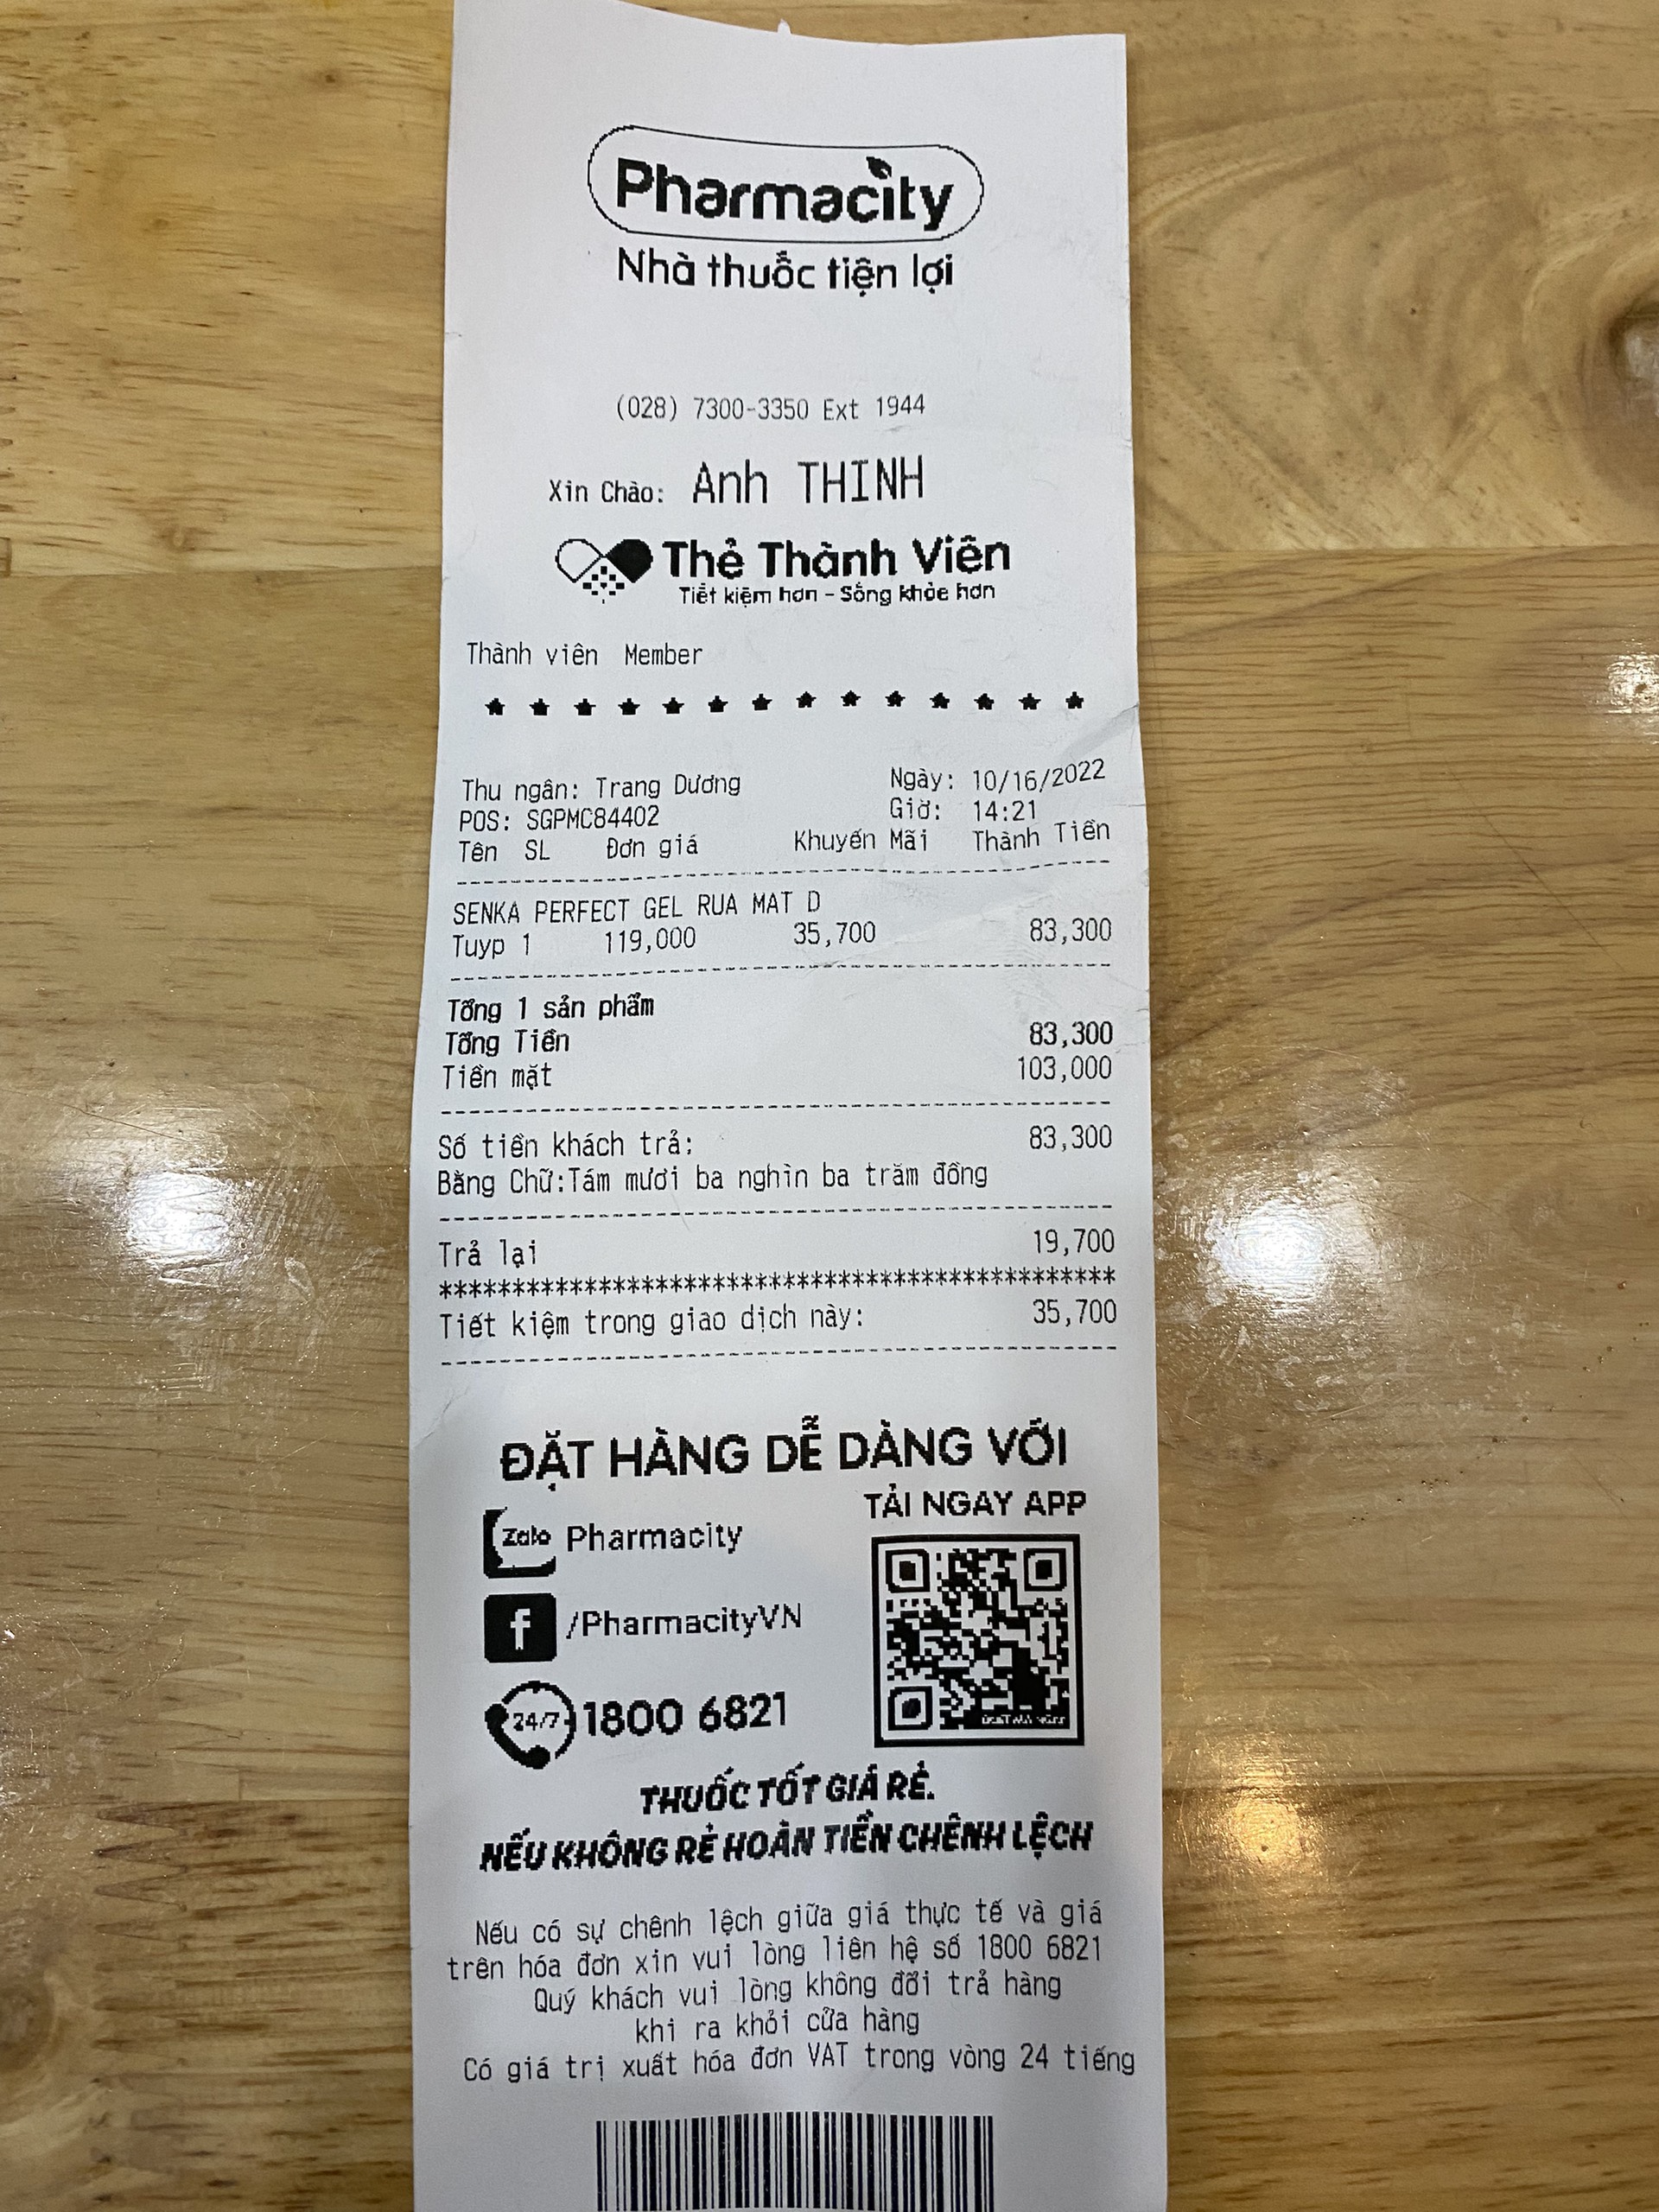 Pharmacity
Nhà thuốc tiện lợi
(028) 7300-3350 Ext 1944
Xin Chào: Anh THINH
Thẻ Thành Viên
Tiết kiệm hơn - Sống khỏe hơn
Thành viên Member
Thu ngân: Trang Dương Ngày: 10/16/2022
POS: SGPMC84402 Giờ: 14:21
Tên SL Đơn giá Khuyến Mãi Thành Tiền
SENKA PERFECT GEL RUA MAT D
Tuyp 1 119,000 35,700 83,300
Tổng 1 sản phẩm
Tổng Tiền 83,300
Tiền mặt 103,000
Số tiền khách trả: 83,300
Bằng Chữ:Tám mươi ba nghìn ba trăm đồng
Trả lại 19,700
***********************************************
Tiết kiệm trong giao dịch này: 35,700
ĐẶT HÀNG DỄ DÀNG VỚI
TẢI NGAY APP
Zalo Pharmacity
f /PharmacityVN
24/7 1800 6821
THUỐC TỐT GIÁ RẺ.
NẾU KHÔNG RẺ HOÀN TIỀN CHÊNH LỆCH
Nếu có sự chênh lệch giữa giá thực tế và giá
trên hóa đơn xin vui lòng liên hệ số 1800 6821
Quý khách vui lòng không đổi trả hàng
khi ra khỏi cửa hàng
Có giá trị xuất hóa đơn VAT trong vòng 24 tiếng